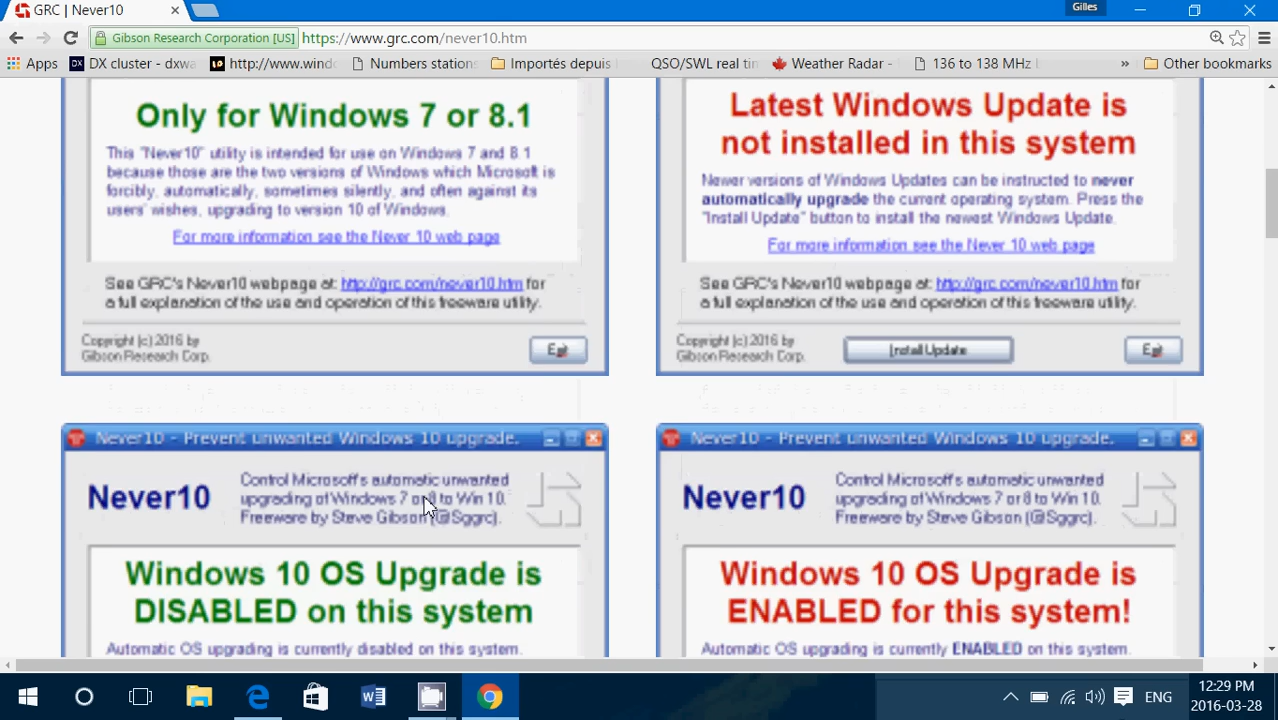 GRC | Never10
Gilles
Gibson Research Corporation [US]
https://www.grc.com/never10.htm
Apps
DX cluster - dxwa
http://www.windo
Numbers stations
Importés depuis
QSO/SWL real tim
Weather Radar -
136 to 138 MHz
»
Other bookmarks
Only for Windows 7 or 8.1
This "Never10" utility is intended for use on Windows 7 and 8.1
because those are the two versions of Windows which Microsoft is
forcibly, automatically, sometimes silently, and often against its
users' wishes, upgrading to version 10 of Windows.
For more information see the Never 10 web page
See GRC's Never10 webpage at: http://grc.com/never10.htm for
a full explanation of the use and operation of this freeware utility.
Copyright (c) 2016 by
Gibson Research Corp.
Exit
Latest Windows Update is
not installed in this system
Newer versions of Windows Updates can be instructed to never
automatically upgrade the current operating system. Press the
"Install Update" button to install the newest Windows Update.
For more information see the Never 10 web page
See GRC's Never10 webpage at: http://grc.com/never10.htm for
a full explanation of the use and operation of this freeware utility.
Copyright (c) 2016 by
Gibson Research Corp.
Install Update
Exit
Never10 - Prevent unwanted Windows 10 upgrade.
Never10
Control Microsoft's automatic unwanted
upgrading of Windows 7 or 8 to Win 10.
Freeware by Steve Gibson (@Sggrc).
Windows 10 OS Upgrade is
DISABLED on this system
Automatic OS upgrading is currently disabled on this system.
Never10 - Prevent unwanted Windows 10 upgrade.
Never10
Control Microsoft's automatic unwanted
upgrading of Windows 7 or 8 to Win 10.
Freeware by Steve Gibson (@Sggrc).
Windows 10 OS Upgrade is
ENABLED for this system!
Automatic OS upgrading is currently ENABLED on this system.
ENG
12:29 PM
2016-03-28